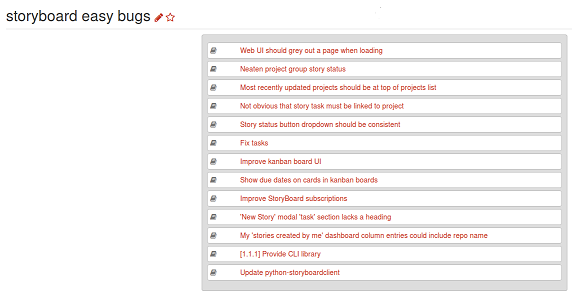 storyboard easy bugs
Web UI should grey out a page when loading
Neaten project group story status
Most recently updated projects should be at top of projects list
Not obvious that story task must be linked to project
Story status button dropdown should be consistent
Fix tasks
Improve kanban board UI
Show due dates on cards in kanban boards
Improve StoryBoard subscriptions
'New Story' modal 'task' section lacks a heading
My 'stories created by me' dashboard column entries could include repo name
[1.1.1] Provide CLI library
Update python-storyboardclient